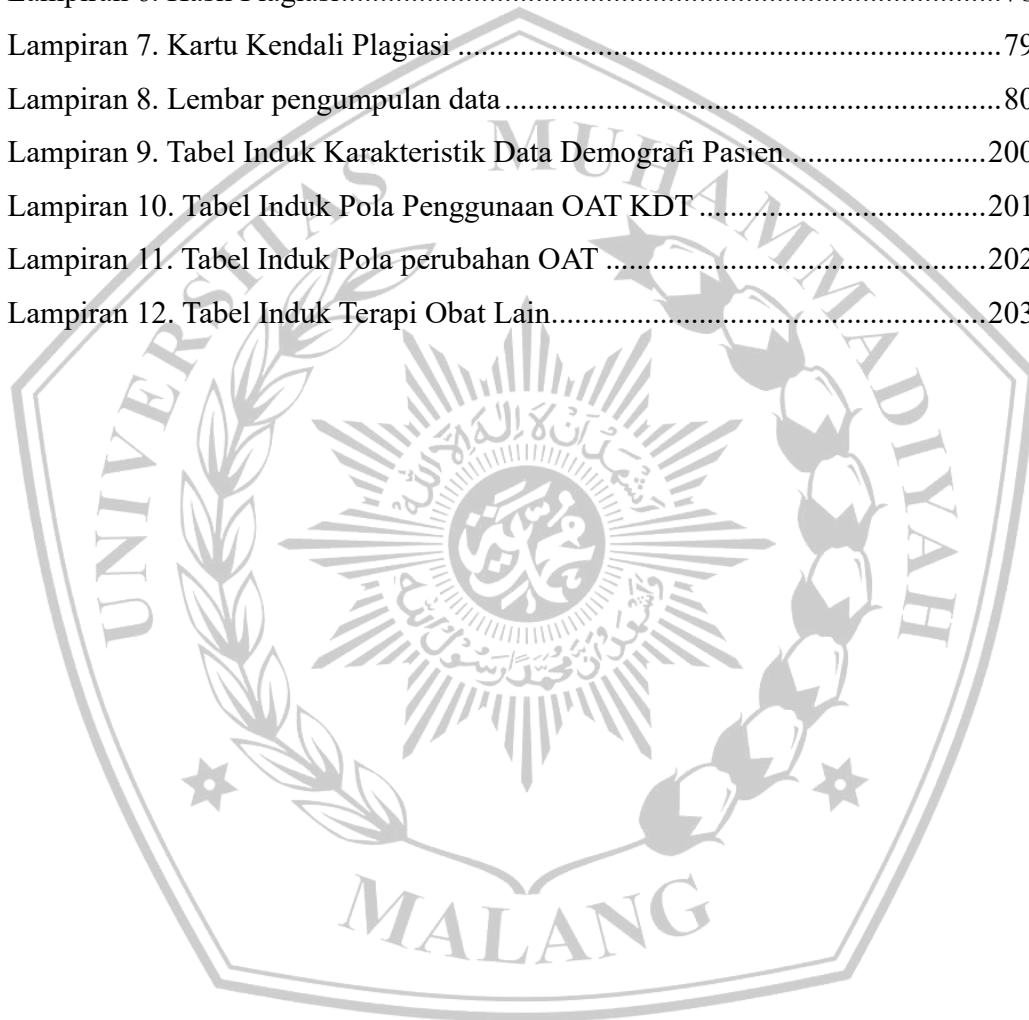 Lampiran 7. Kartu Kendali Plagiasi ........................................................................ 79
Lampiran 8. Lembar pengumpulan data .................................................................. 80
Lampiran 9. Tabel Induk Karakteristik Data Demografi Pasien........................... 200
Lampiran 10. Tabel Induk Pola Penggunaan OAT KDT ...................................... 201
Lampiran 11. Tabel Induk Pola perubahan OAT .................................................. 202
Lampiran 12. Tabel Induk Terapi Obat Lain......................................................... 203
UNIVERSITAS MUHAMMADIYAH
MALANG